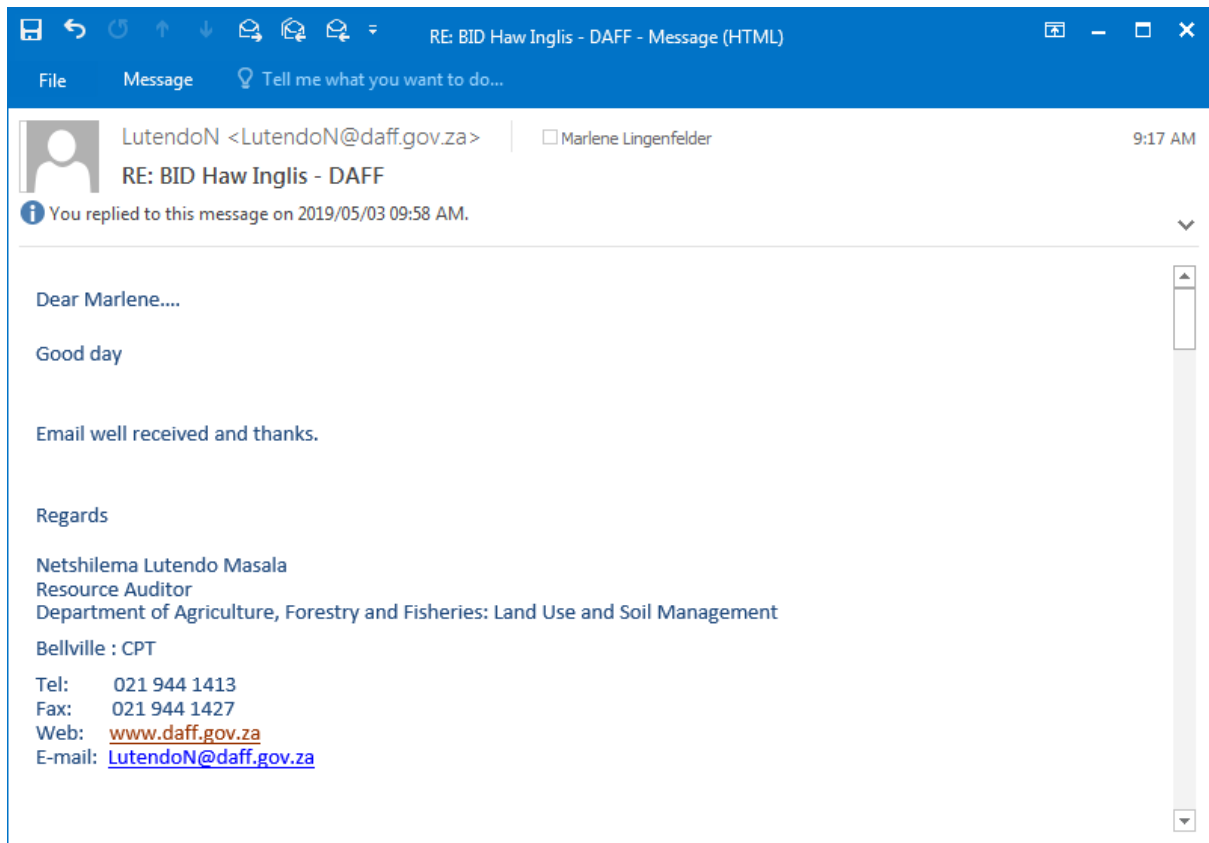 RE: BID Haw Inglis - DAFF - Message (HTML)
File Message Tell me what you want to do...
LutendoN <LutendoN@daff.gov.za> Marlene Lingenfelder 9:17 AM
RE: BID Haw Inglis - DAFF
You replied to this message on 2019/05/03 09:58 AM.
Dear Marlene....
Good day
Email well received and thanks.
Regards
Netshilema Lutendo Masala
Resource Auditor
Department of Agriculture, Forestry and Fisheries: Land Use and Soil Management
Bellville : CPT
Tel: 021 944 1413
Fax: 021 944 1427
Web: www.daff.gov.za
E-mail: LutendoN@daff.gov.za